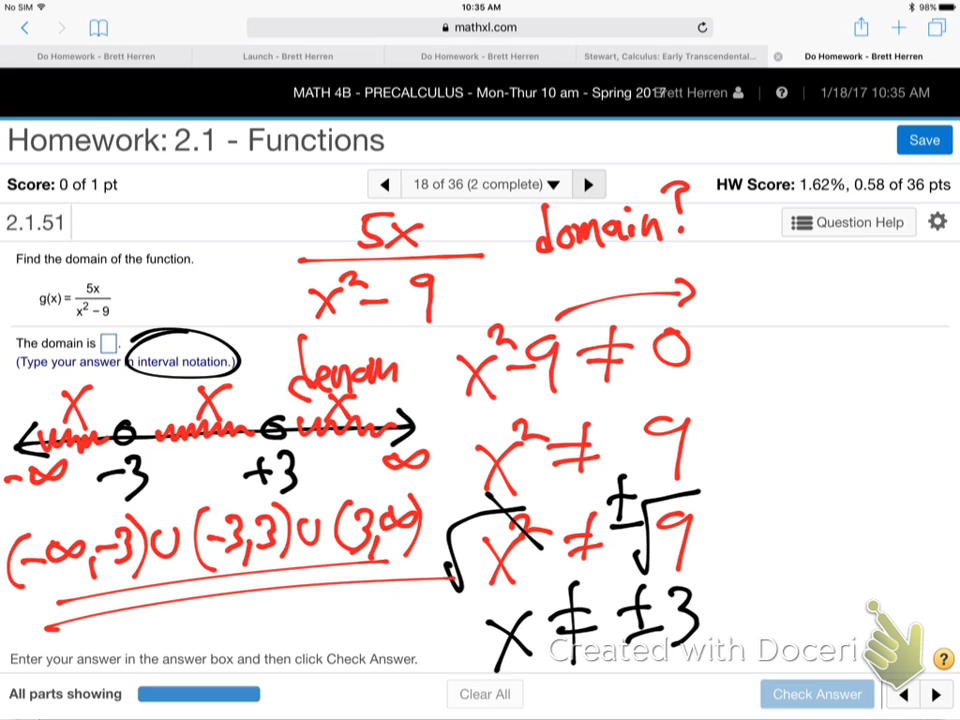 No SIM 10:35 AM 98%
mathxl.com
Do Homework - Brett Herren Launch - Brett Herren Do Homework - Brett Herren Stewart, Calculus: Early Transcendental... Do Homework - Brett Herren
MATH 4B - PRECALCULUS - Mon-Thur 10 am - Spring 2017 Brett Herren ? 1/18/17 10:35 AM
Homework: 2.1 - Functions Save
Score: 0 of 1 pt 18 of 36 (2 complete) HW Score: 1.62%, 0.58 of 36 pts
2.1.51 Question Help
5x / x² - 9 domain?
Find the domain of the function.
g(x) = 5x / x² - 9
x² - 9 ≠ 0
The domain is .
(Type your answer in interval notation.)
denom
x x x
-∞ -3 +3 ∞
x² ≠ 9
(-∞,-3)∪(-3,3)∪(3,∞)
√x² ≠ ±√9
x ≠ ±3
Created with Doceri
Enter your answer in the answer box and then click Check Answer. ?
All parts showing Clear All Check Answer